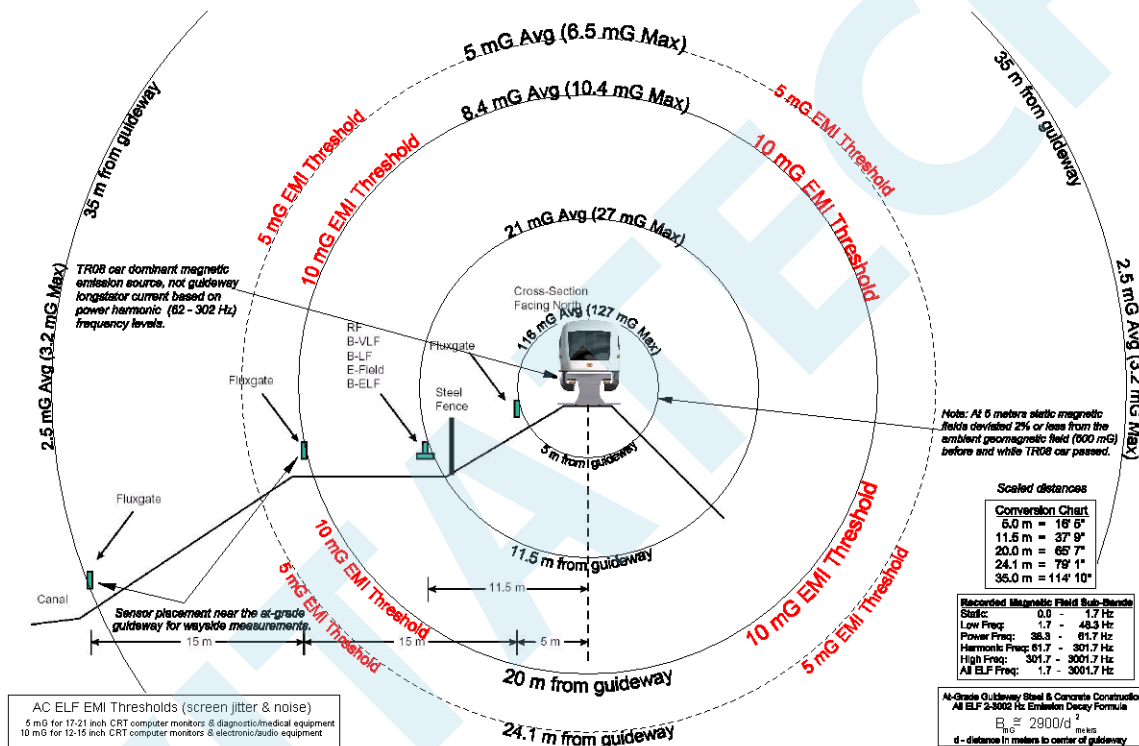 5 mG Avg (6.5 mG Max)
8.4 mG Avg (10.4 mG Max)
21 mG Avg (27 mG Max)
116 mG Avg (127 mG Max)
35 m from guideway
35 m from guideway
2.5 mG Avg (3.2 mG Max)
2.5 mG Avg (3.2 mG Max)
5 mG EMI Threshold
5 mG EMI Threshold
10 mG EMI Threshold
10 mG EMI Threshold
TR08 car dominant magnetic
emission source, not guideway
longstator current based on
power harmonic (62 - 302 Hz)
frequency levels.
Cross-Section
Facing North
RF
B-VLF
B-LF
E-Field
B-ELF
Fluxgate
Fluxgate
Steel
Fence
Fluxgate
Canal
5 m from guideway
11.5 m from guideway
Note: At 5 meters static magnetic
fields deviated 2% or less from the
ambient geomagnetic field (500 mG)
before and while TR08 car passed.
10 mG EMI Threshold
10 mG EMI Threshold
5 mG EMI Threshold
5 mG EMI Threshold
Sensor placement near the at-grade
guideway for wayside measurements.
11.5 m
15 m
15 m
5 m
20 m from guideway
24.1 m from guideway
Scaled distances
Conversion Chart
5.0 m = 16' 5"
11.5 m = 37' 9"
20.0 m = 65' 7"
24.1 m = 79' 1"
35.0 m = 114' 10"
Recorded Magnetic Field Sub-Bands
Static: 0.0 - 1.7 Hz
Low Freq: 1.7 - 48.3 Hz
Power Freq: 38.3 - 61.7 Hz
Harmonic Freq: 61.7 - 301.7 Hz
High Freq: 301.7 - 3001.7 Hz
All ELF Freq: 1.7 - 3001.7 Hz
At-Grade Guideway Steel & Concrete Construction
All ELF 2-3002 Hz Emission Decay Formula
B mG ≅ 2900/d² meters
d - distance in meters to center of guideway
AC ELF EMI Thresholds (screen jitter & noise)
5 mG for 17-21 inch CRT computer monitors & diagnostic/medical equipment
10 mG for 12-15 inch CRT computer monitors & electronic/audio equipment